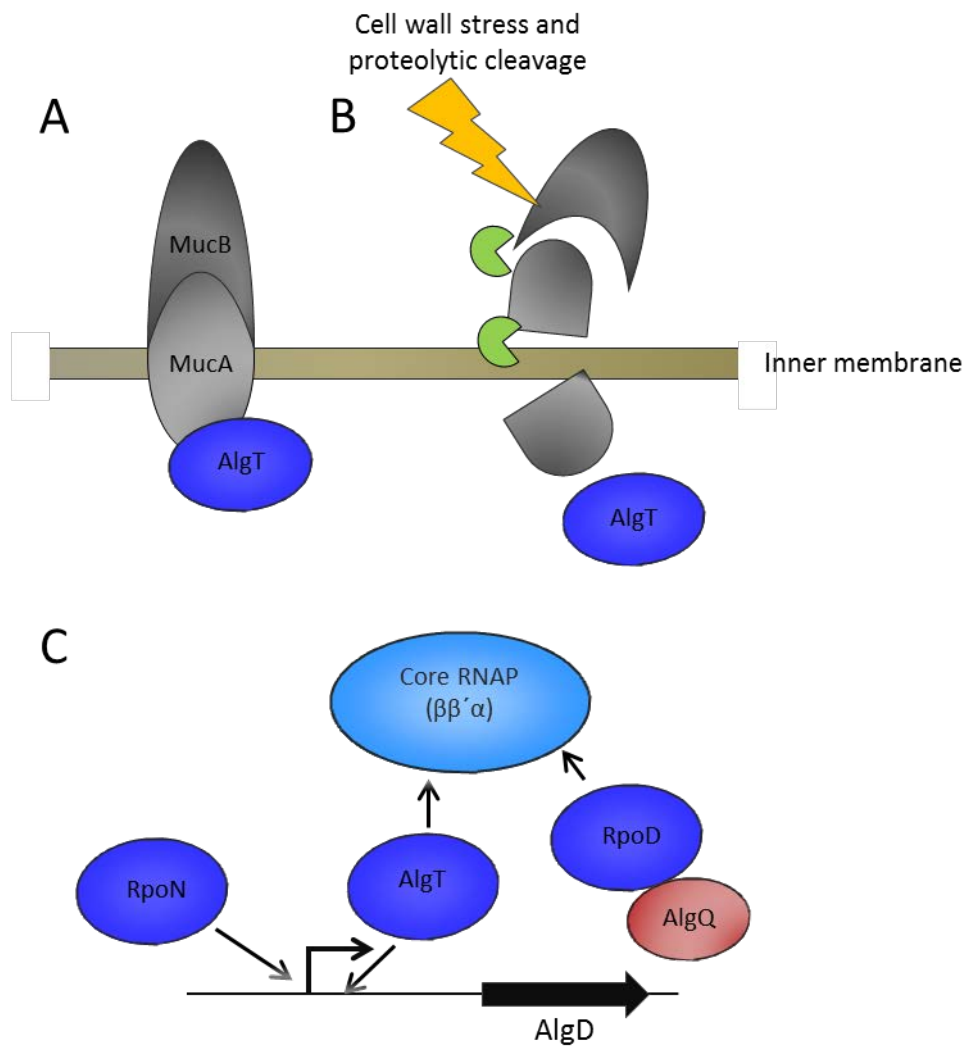 Cell wall stress and
proteolytic cleavage
A
B
MucB
MucA
Inner membrane
AlgT
AlgT
C
Core RNAP
(ββ´α)
RpoD
RpoN
AlgT
AlgQ
AlgD